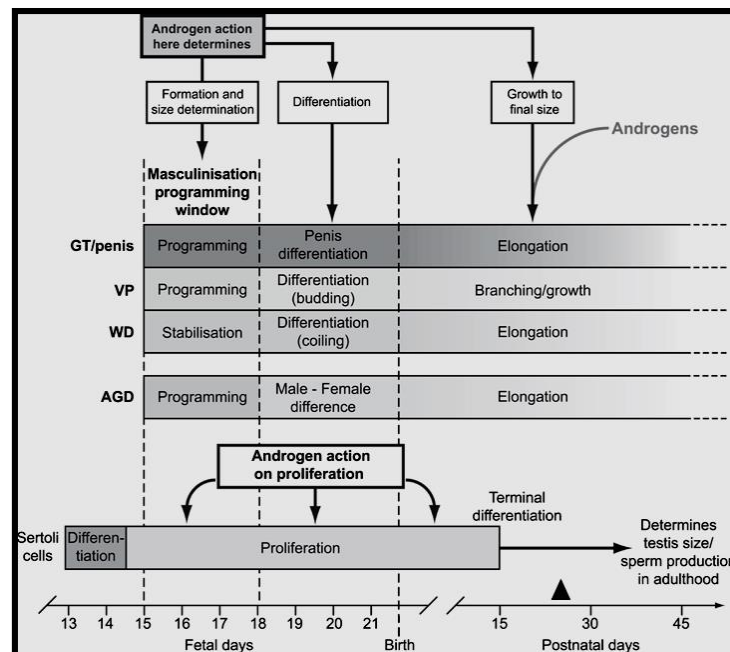 Androgen action
here determines
Formation and
size determination
Differentiation
Growth to
final size
Androgens
Masculinisation
programming
window
GT/penis
Programming
Penis
differentiation
Elongation
VP
Programming
Differentiation
(budding)
Branching/growth
WD
Stabilisation
Differentiation
(coiling)
Elongation
AGD
Programming
Male - Female
difference
Elongation
Androgen action
on proliferation
Terminal
differentiation
Sertoli
cells
Differen-
tiation
Proliferation
Determines
testis size/
sperm production
in adulthood
13 14 15 16 17 18 19 20 21 15 30 45
Fetal days Birth Postnatal days